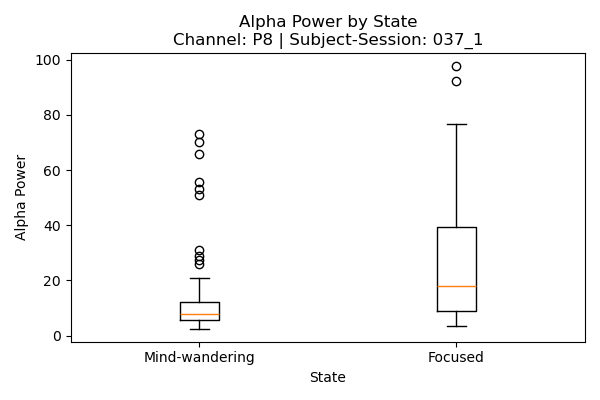 Alpha Power by State
Channel: P8 | Subject-Session: 037_1
100
80
60
40
20
0
Alpha Power
Mind-wandering
Focused
State